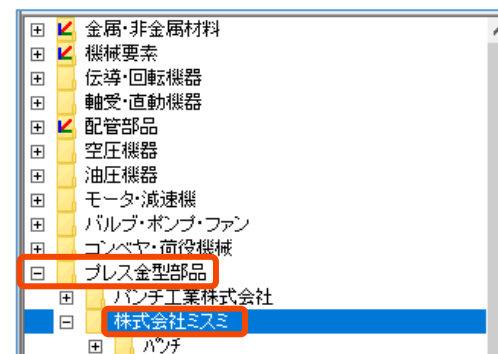 金属・非金属材料
機械要素
伝導・回転機器
軸受・直動機器
配管部品
空圧機器
油圧機器
モータ・減速機
バルブ・ポンプ・ファン
コンベヤ・荷役機械
プレス金型部品
パンチ工業株式会社
株式会社ミスミ
パンチ